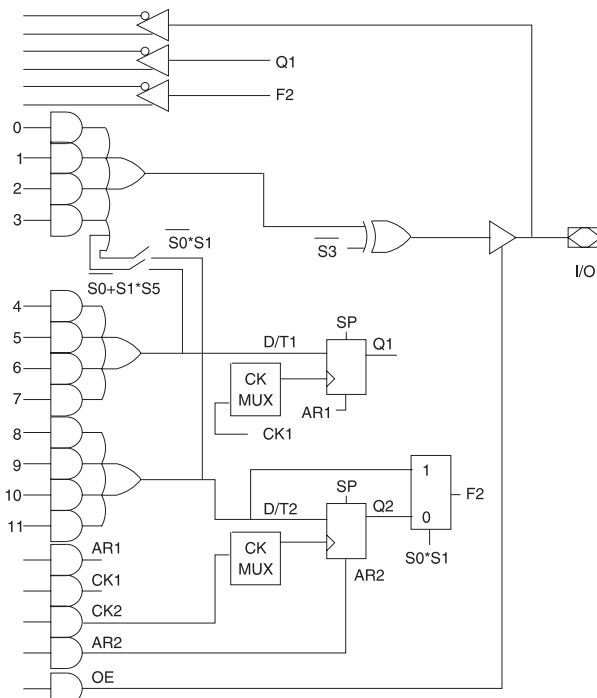 Q1
F2
0
1
2
3
S0*S1
S3
I/O
S0+S1*S5
4
5
6
7
D/T1
SP
Q1
CK
MUX
AR1
CK1
8
9
10
11
D/T2
SP
Q2
1
0
F2
S0*S1
CK
MUX
AR2
AR1
CK1
CK2
AR2
OE